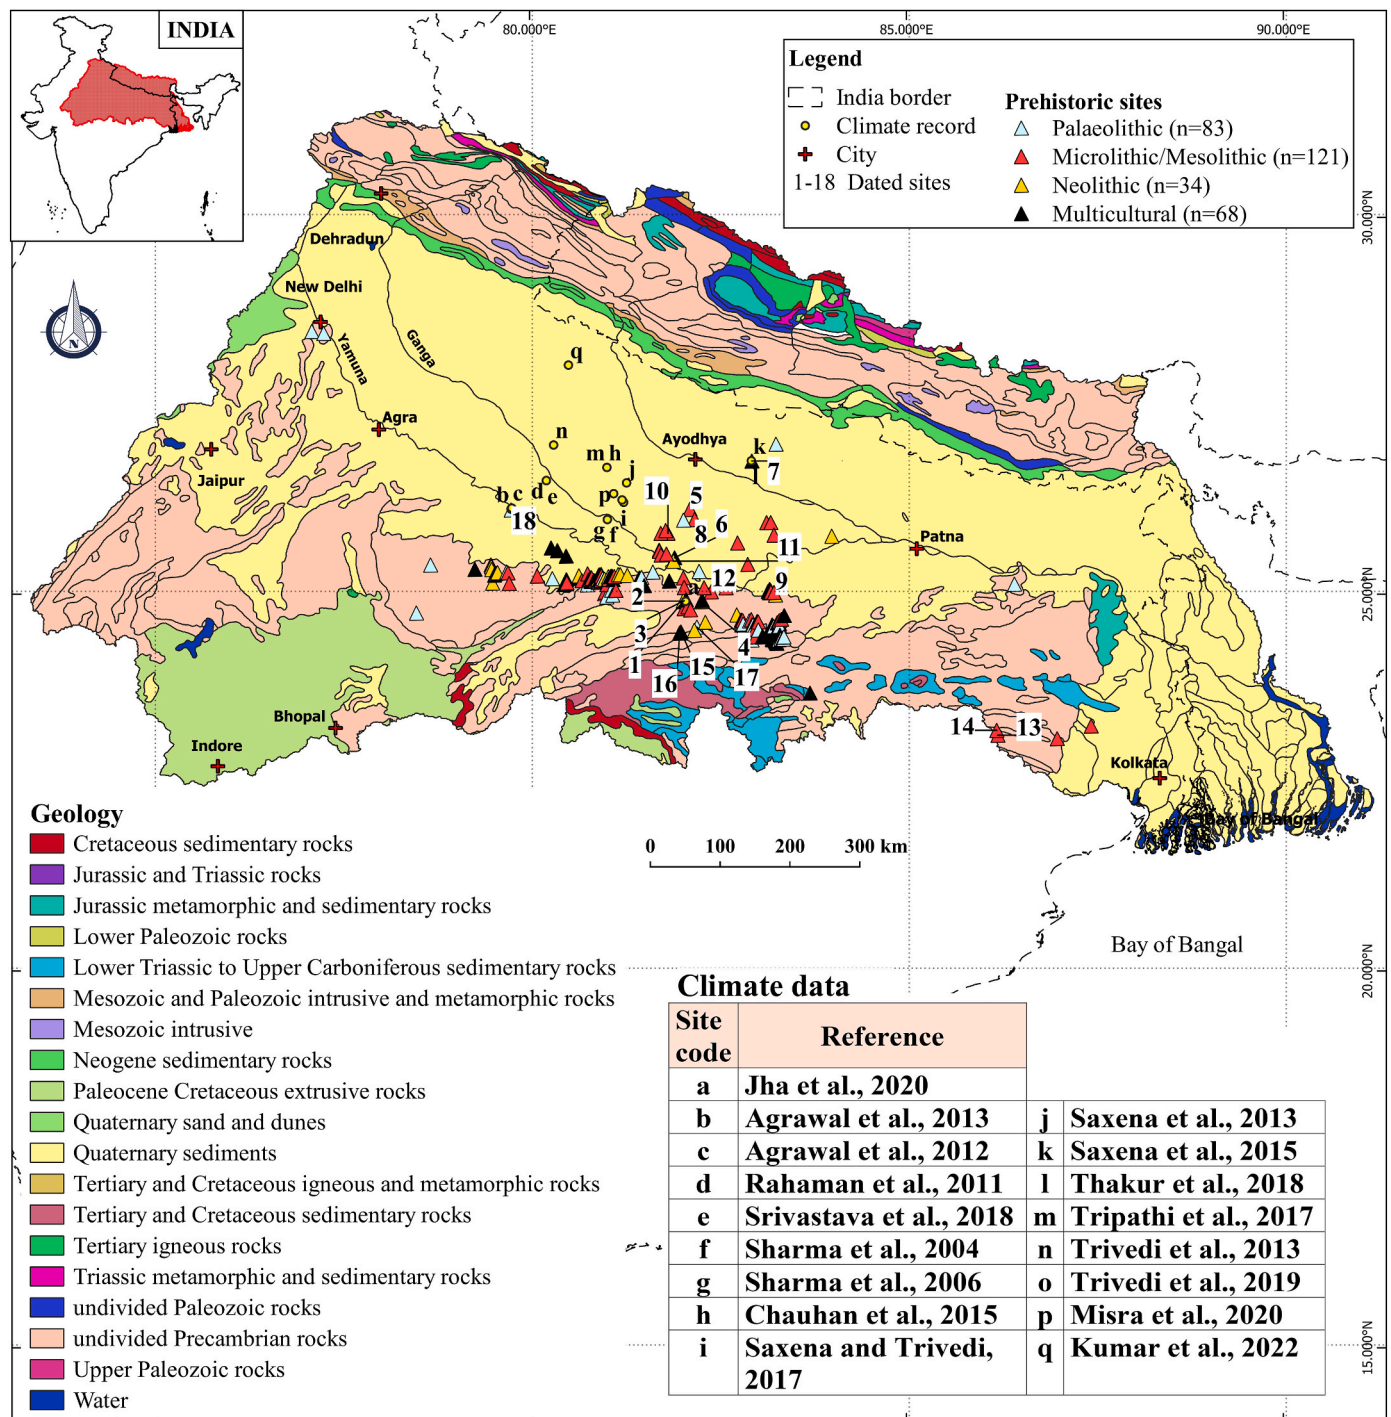 INDIA
80.000°E
85.000°E
90.000°E
Legend
India border
Climate record
City
1-18 Dated sites
Prehistoric sites
Palaeolithic (n=83)
Microlithic/Mesolithic (n=121)
Neolithic (n=34)
Multicultural (n=68)
30.000°N
25.000°N
20.000°N
15.000°N
N
Dehradun
New Delhi
Yamuna
Ganga
Agra
Jaipur
Ayodhya
Patna
Bhopal
Indore
Kolkata
Bay of Bangal
q
n
m h
j
k
l
7
b c
d
e
p
i
g f
18
10
5
8
6
11
12
9
2
a
3
1
4
15
16
17
14
13
0 100 200 300 km
Bay of Bangal
Geology
Cretaceous sedimentary rocks
Jurassic and Triassic rocks
Jurassic metamorphic and sedimentary rocks
Lower Paleozoic rocks
Lower Triassic to Upper Carboniferous sedimentary rocks
Mesozoic and Paleozoic intrusive and metamorphic rocks
Mesozoic intrusive
Neogene sedimentary rocks
Paleocene Cretaceous extrusive rocks
Quaternary sand and dunes
Quaternary sediments
Tertiary and Cretaceous igneous and metamorphic rocks
Tertiary and Cretaceous sedimentary rocks
Tertiary igneous rocks
Triassic metamorphic and sedimentary rocks
undivided Paleozoic rocks
undivided Precambrian rocks
Upper Paleozoic rocks
Water
Climate data
Site code Reference
a Jha et al., 2020
b Agrawal et al., 2013 j Saxena et al., 2013
c Agrawal et al., 2012 k Saxena et al., 2015
d Rahaman et al., 2011 l Thakur et al., 2018
e Srivastava et al., 2018 m Tripathi et al., 2017
f Sharma et al., 2004 n Trivedi et al., 2013
g Sharma et al., 2006 o Trivedi et al., 2019
h Chauhan et al., 2015 p Misra et al., 2020
i Saxena and Trivedi, 2017 q Kumar et al., 2022